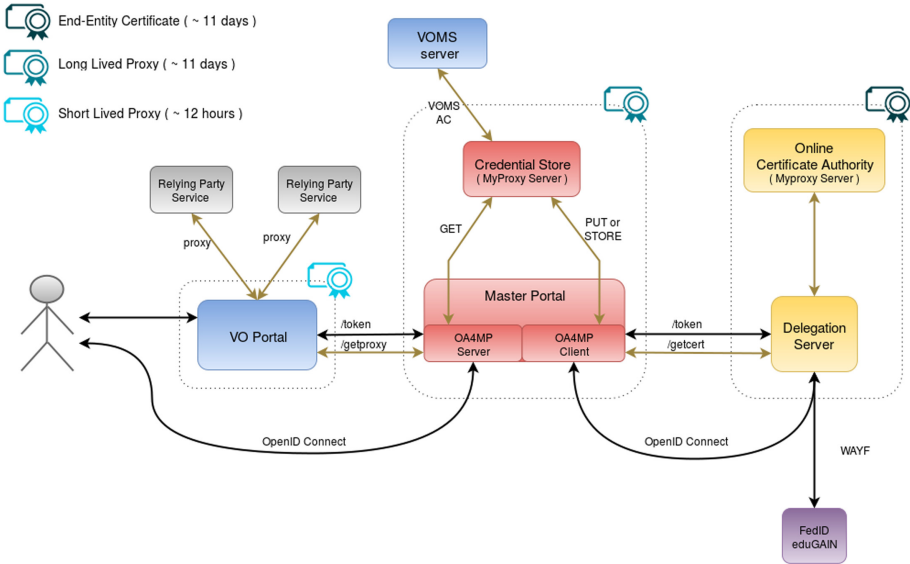 End-Entity Certificate ( ~ 11 days )
Long Lived Proxy ( ~ 11 days )
Short Lived Proxy ( ~ 12 hours )
VOMS
server
VOMS
AC
Credential Store
( MyProxy Server )
Online
Certificate Authority
( Myproxy Server )
Relying Party
Service
Relying Party
Service
proxy
proxy
GET
PUT or
STORE
Master Portal
VO Portal
/token
/getproxy
OA4MP
Server
OA4MP
Client
/token
/getcert
Delegation
Server
OpenID Connect
OpenID Connect
WAYF
FedID
eduGAIN